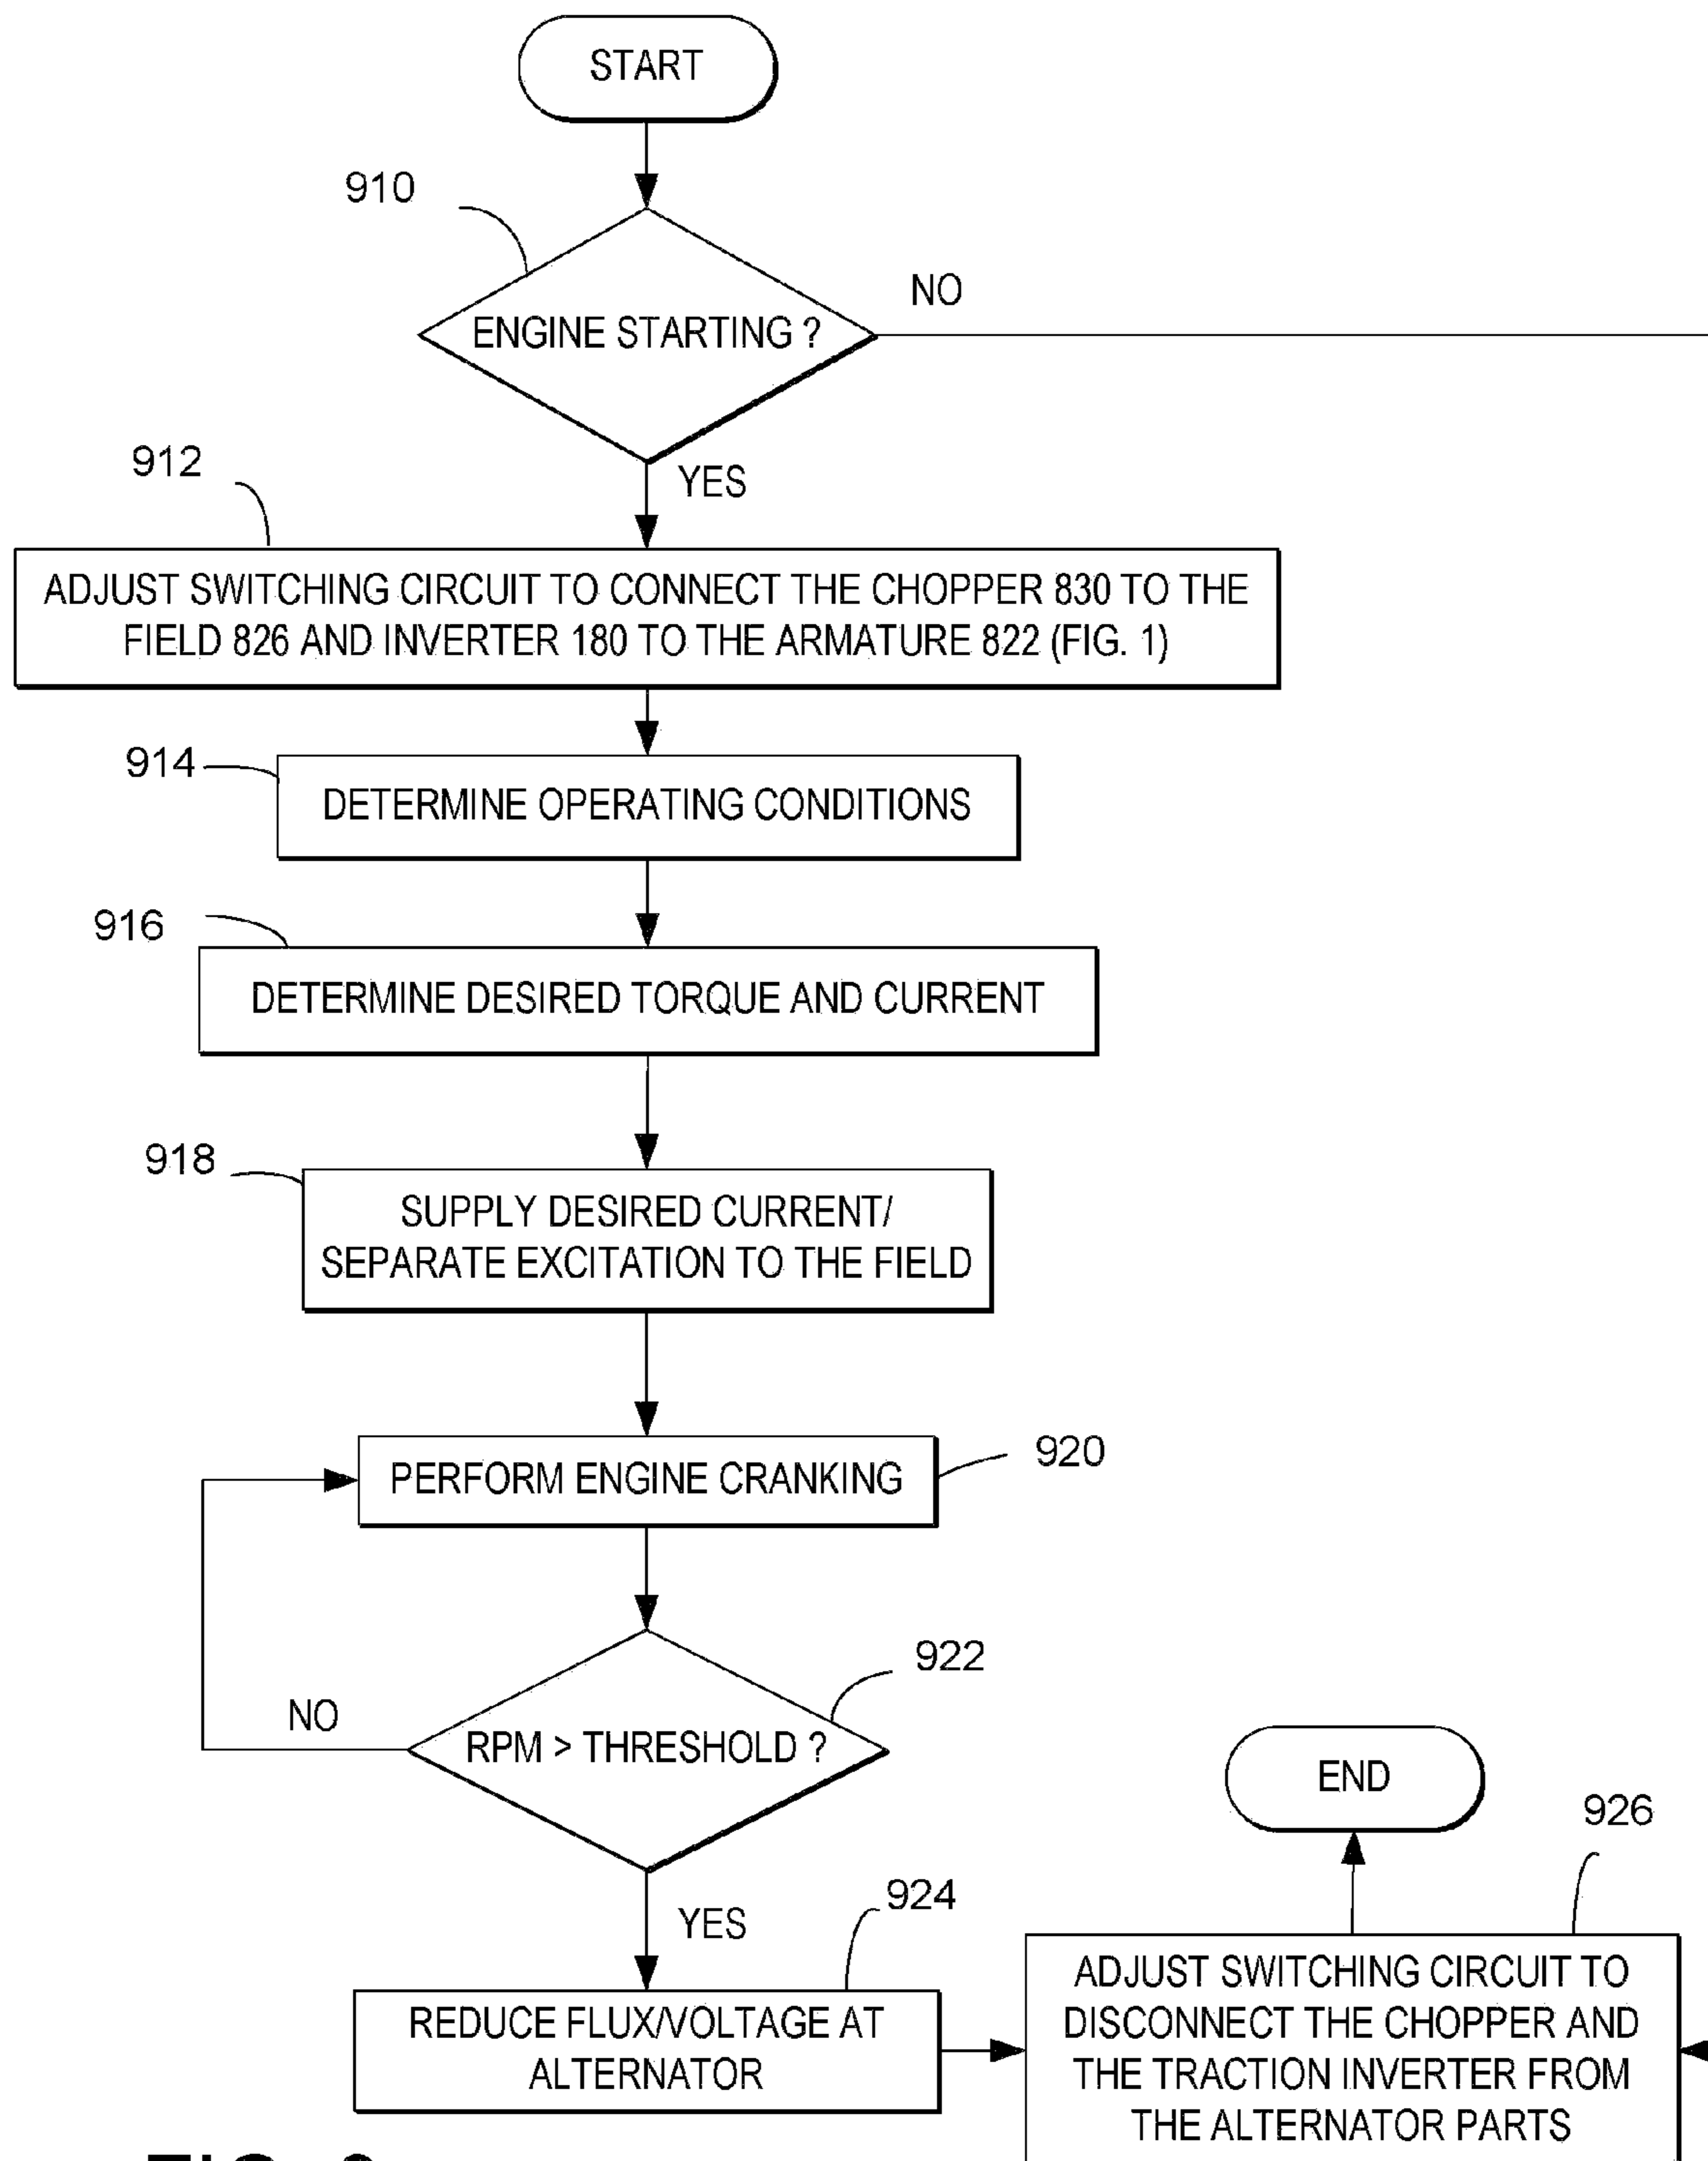 START
910
ENGINE STARTING ?
NO
YES
912
ADJUST SWITCHING CIRCUIT TO CONNECT THE CHOPPER 830 TO THE
FIELD 826 AND INVERTER 180 TO THE ARMATURE 822 (FIG. 1)
914
DETERMINE OPERATING CONDITIONS
916
DETERMINE DESIRED TORQUE AND CURRENT
918
SUPPLY DESIRED CURRENT/
SEPARATE EXCITATION TO THE FIELD
920
PERFORM ENGINE CRANKING
922
RPM > THRESHOLD ?
NO
YES
924
REDUCE FLUX/VOLTAGE AT
ALTERNATOR
END
926
ADJUST SWITCHING CIRCUIT TO
DISCONNECT THE CHOPPER AND
THE TRACTION INVERTER FROM
THE ALTERNATOR PARTS